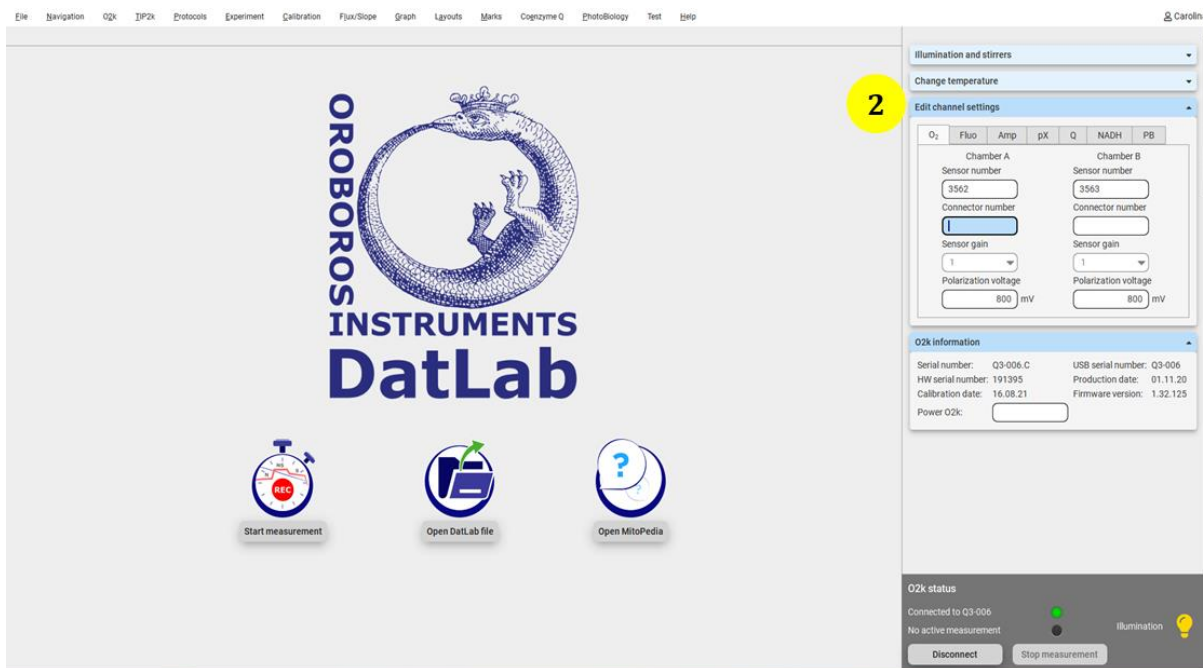 File Navigation O2k TIP2k Protocols Experiment Calibration Flux/Slope Graph Layouts Marks Coenzyme Q PhotoBiology Test Help Carolin
OROBOROS
INSTRUMENTS
DatLab
REC
Start measurement
Open DatLab file
?
?
Open MitoPedia
Illumination and stirrers
Change temperature
2
Edit channel settings
O₂ Fluo Amp pX Q NADH PB
Chamber A Chamber B
Sensor number Sensor number
3562 3563
Connector number Connector number
Sensor gain Sensor gain
1 1
Polarization voltage Polarization voltage
800 mV 800 mV
O2k information
Serial number: Q3-006.C USB serial number: Q3-006
HW serial number: 191395 Production date: 01.11.20
Calibration date: 16.08.21 Firmware version: 1.32.125
Power O2k:
O2k status
Connected to Q3-006
No active measurement Illumination
Disconnect Stop measurement